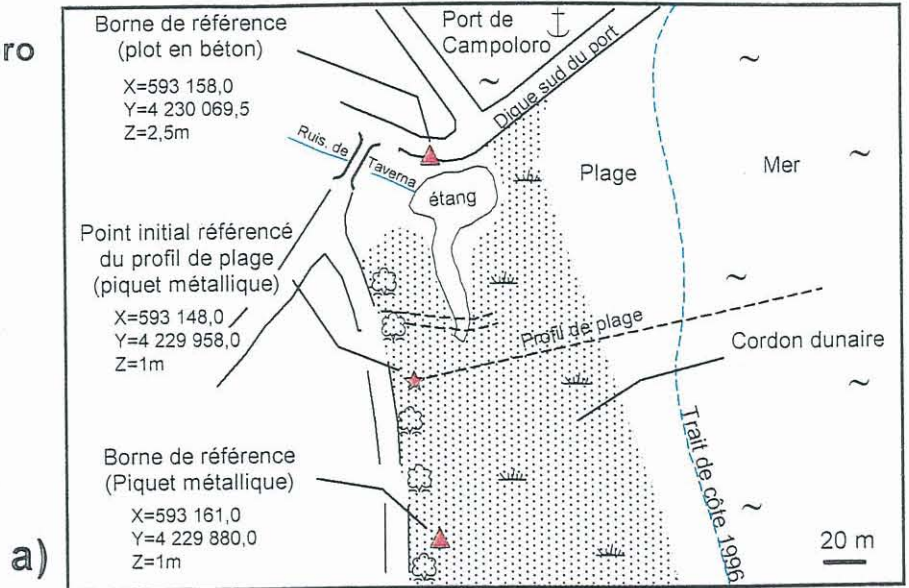 ro
Borne de référence
(plot en béton)
X=593 158,0
Y=4 230 069,5
Z=2,5m
Port de
Campoloro
Digue sud du port
Ruis. de
Taverna
étang
Plage
Mer
Point initial référencé
du profil de plage
(piquet métallique)
X=593 148,0
Y=4 229 958,0
Z=1m
Profil de plage
Cordon dunaire
Borne de référence
(Piquet métallique)
X=593 161,0
Y=4 229 880,0
Z=1m
Trait de côte 1996
20 m
a)